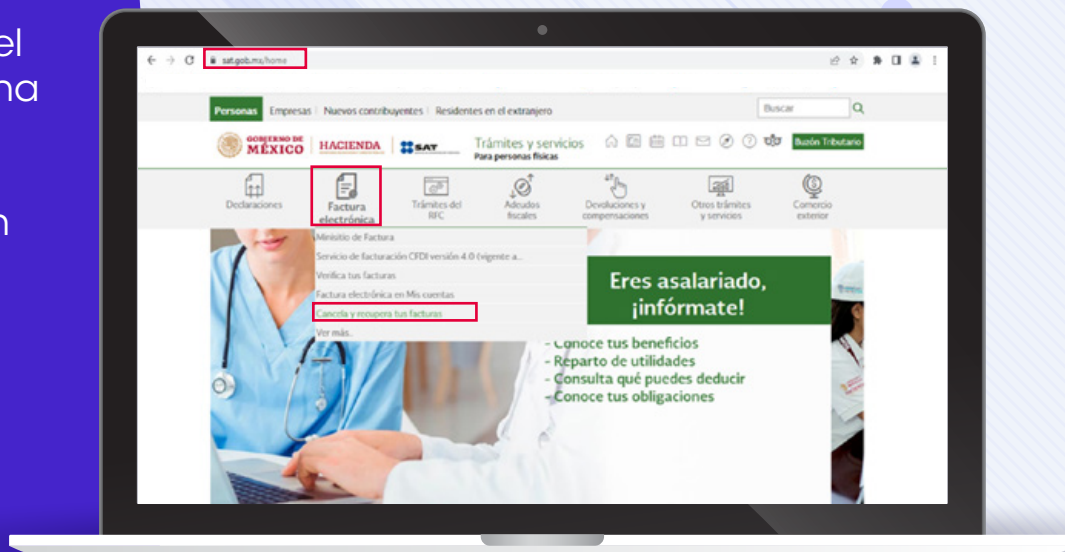 el
na
n
sat.gob.mx/home
Personas Empresas Nuevos contribuyentes Residentes en el extranjero Buscar
GOBIERNO DE MÉXICO HACIENDA SAT Trámites y servicios Para personas físicas Buzón Tributario
Declaraciones
Factura electrónica
Trámites del RFC
Adeudos fiscales
Devoluciones y compensaciones
Otros trámites y servicios
Comercio exterior
Minisitio de Factura
Servicio de facturación CFDI versión 4.0 (vigente a...
Verifica tus facturas
Factura electrónica en Mis cuentas
Cancela y recupera tus facturas
Ver más..
Eres asalariado,
¡infórmate!
- Conoce tus beneficios
- Reparto de utilidades
- Consulta qué puedes deducir
- Conoce tus obligaciones